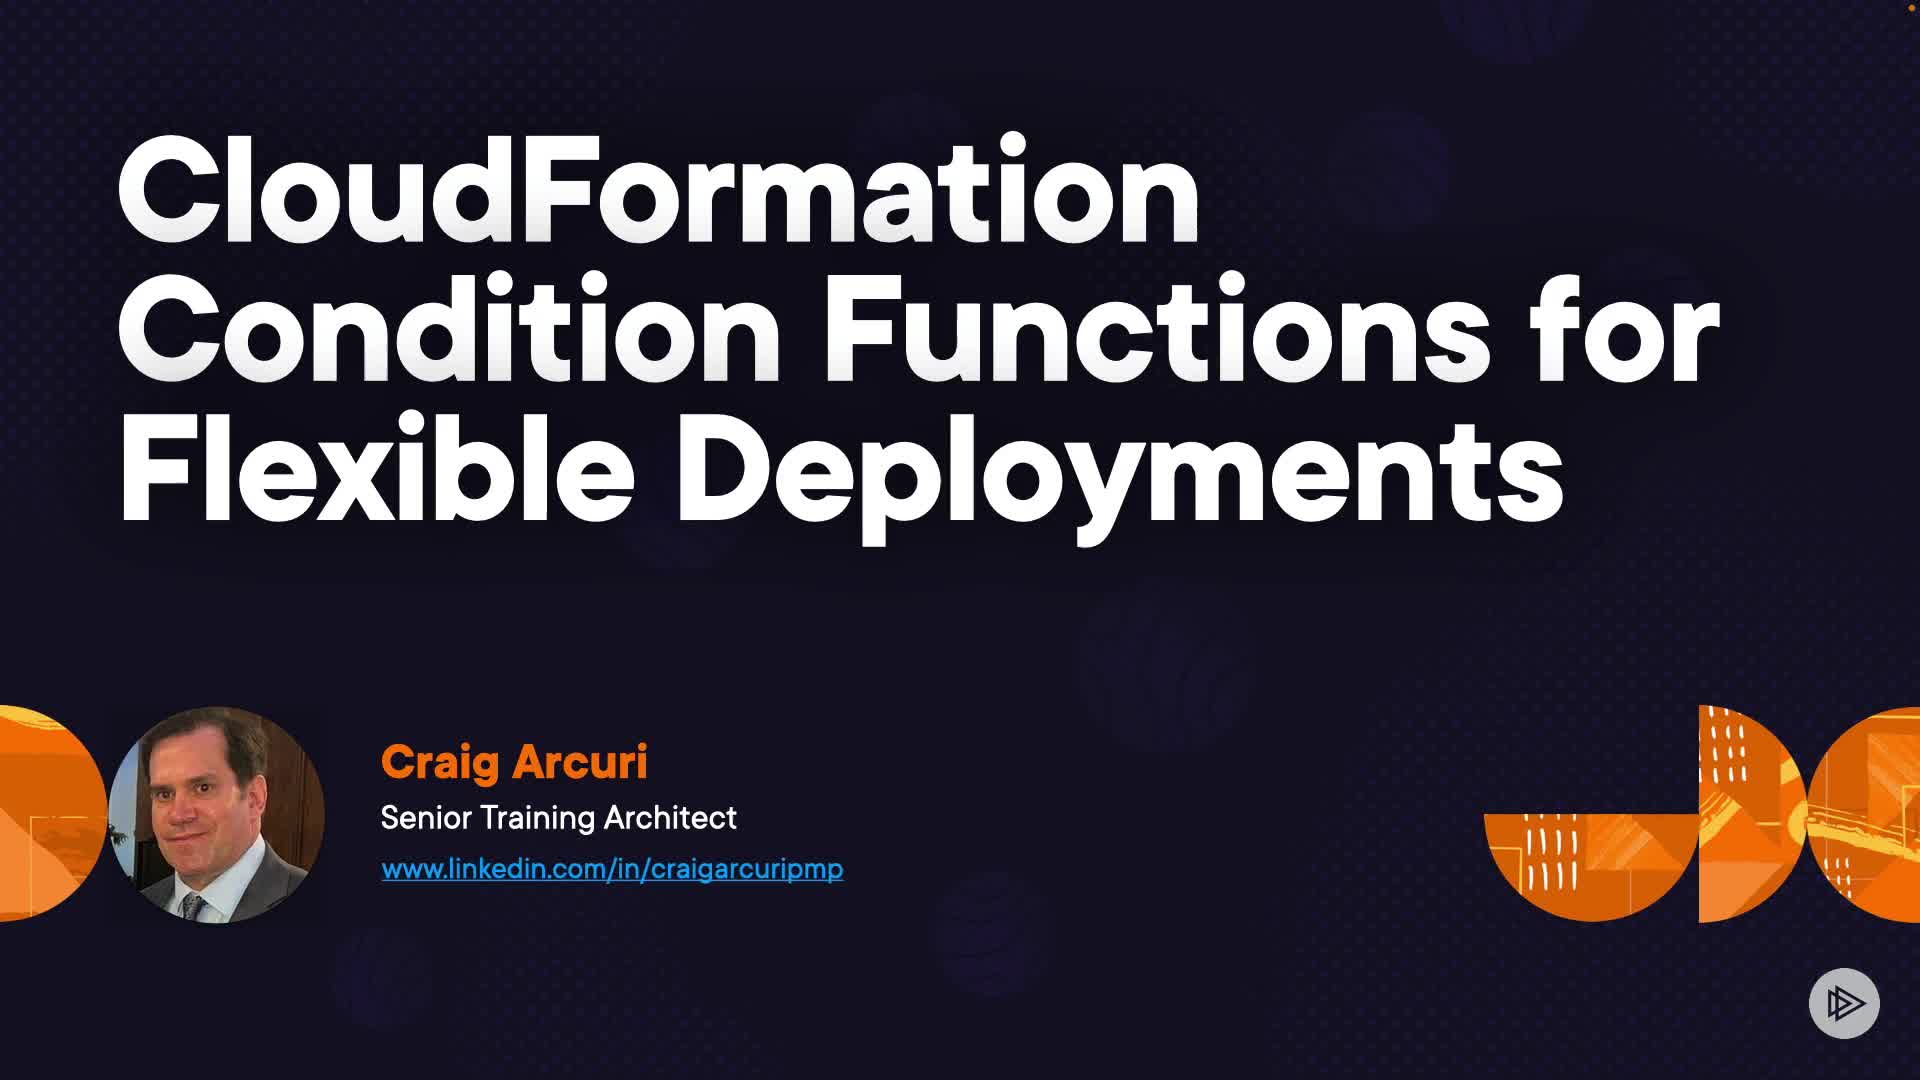 CloudFormation
Condition Functions for
Flexible Deployments
Craig Arcuri
Senior Training Architect
www.linkedin.com/in/craigarcuripmp